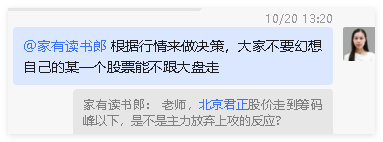 10/20 13:20
@家有读书郎 根据行情来做决策，大家不要幻想
自己的某一个股票能不跟大盘走
家有读书郎： 老师，北京君正股价走到筹码
峰以下，是不是主力放弃上攻的反应？